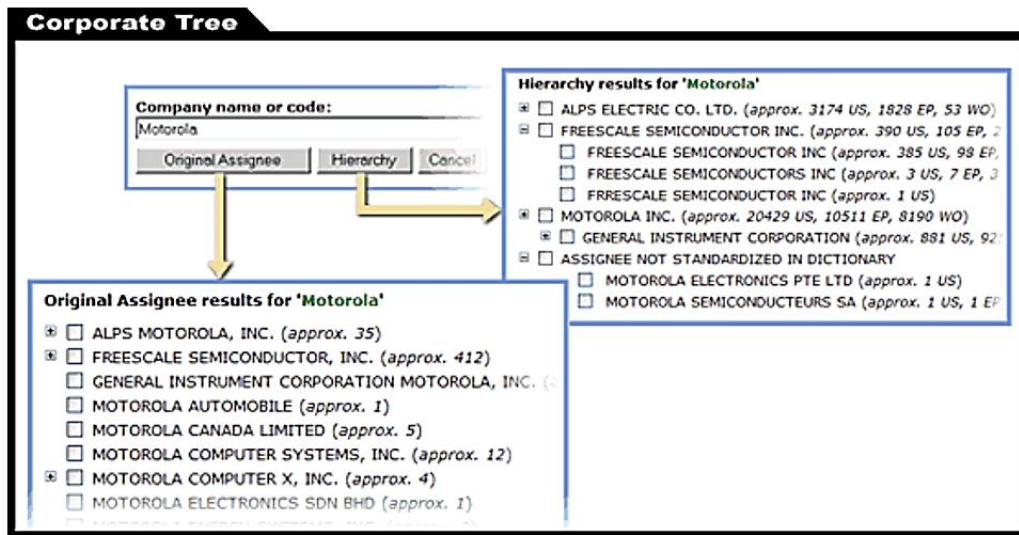 Corporate Tree
Company name or code:
Motorola
Original Assignee Hierarchy Cancel
Hierarchy results for 'Motorola'
ALPS ELECTRIC CO. LTD. (approx. 3174 US, 1828 EP, 53 WO)
FREESCALE SEMICONDUCTOR INC. (approx. 390 US, 105 EP, 2
FREESCALE SEMICONDUCTOR INC (approx. 385 US, 98 EP,
FREESCALE SEMICONDUCTORS INC (approx. 3 US, 7 EP, 3
FRREESCALE SEMICONDUCTOR INC (approx. 1 US)
MOTOROLA INC. (approx. 20429 US, 10511 EP, 8190 WO)
GENERAL INSTRUMENT CORPORATION (approx. 881 US, 92
ASSIGNEE NOT STANDARDIZED IN DICTIONARY
MOTOROLA ELECTRONICS PTE LTD (approx. 1 US)
MOTOROLA SEMICONDUCTEURS SA (approx. 1 US, 1 EP
Original Assignee results for 'Motorola'
ALPS MOTOROLA, INC. (approx. 35)
FREESCALE SEMICONDUCTOR, INC. (approx. 412)
GENERAL INSTRUMENT CORPORATION MOTOROLA, INC. (
MOTOROLA AUTOMOBILE (approx. 1)
MOTOROLA CANADA LIMITED (approx. 5)
MOTOROLA COMPUTER SYSTEMS, INC. (approx. 12)
MOTOROLA COMPUTER X, INC. (approx. 4)
MOTOROLA ELECTRONICS SDN BHD (approx. 1)